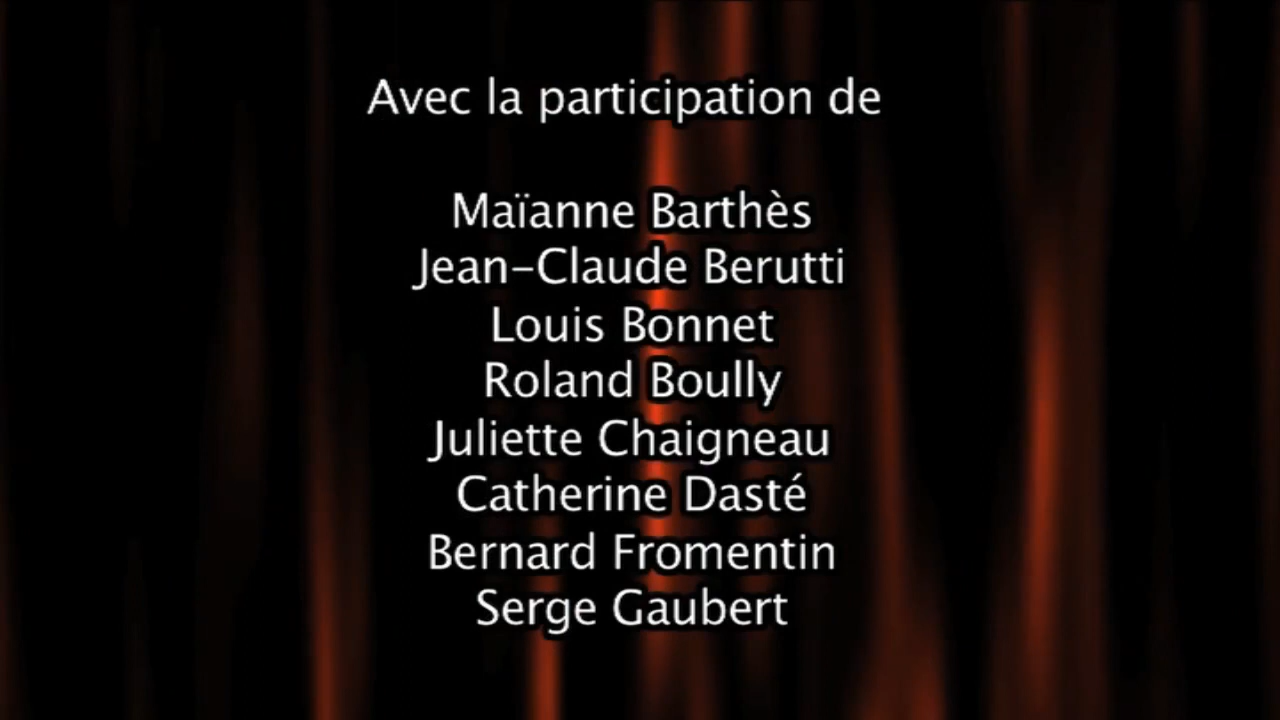 Avec la participation de
Maïanne Barthès
Jean-Claude Berutti
Louis Bonnet
Roland Boully
Juliette Chaigneau
Catherine Dasté
Bernard Fromentin
Serge Gaubert